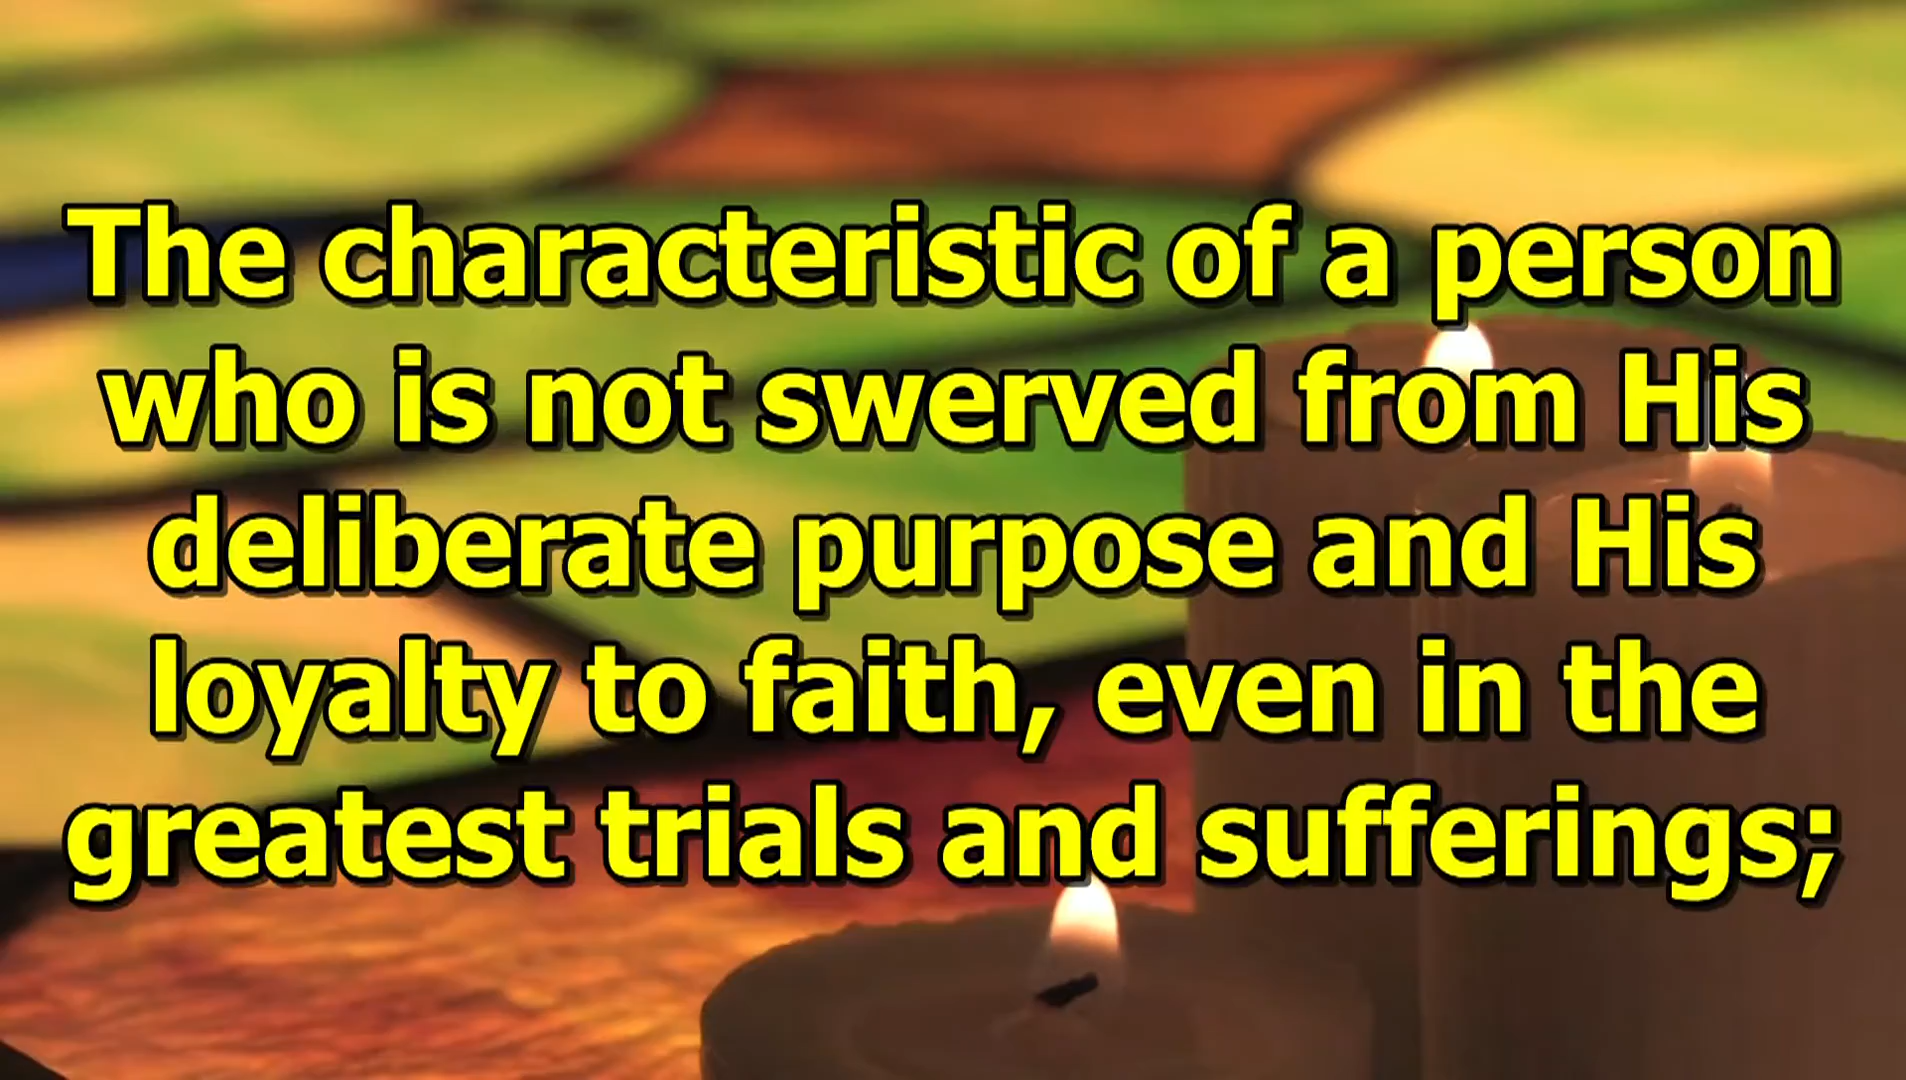 The characteristic of a person
who is not swerved from His
deliberate purpose and His
loyalty to faith, even in the
greatest trials and sufferings;